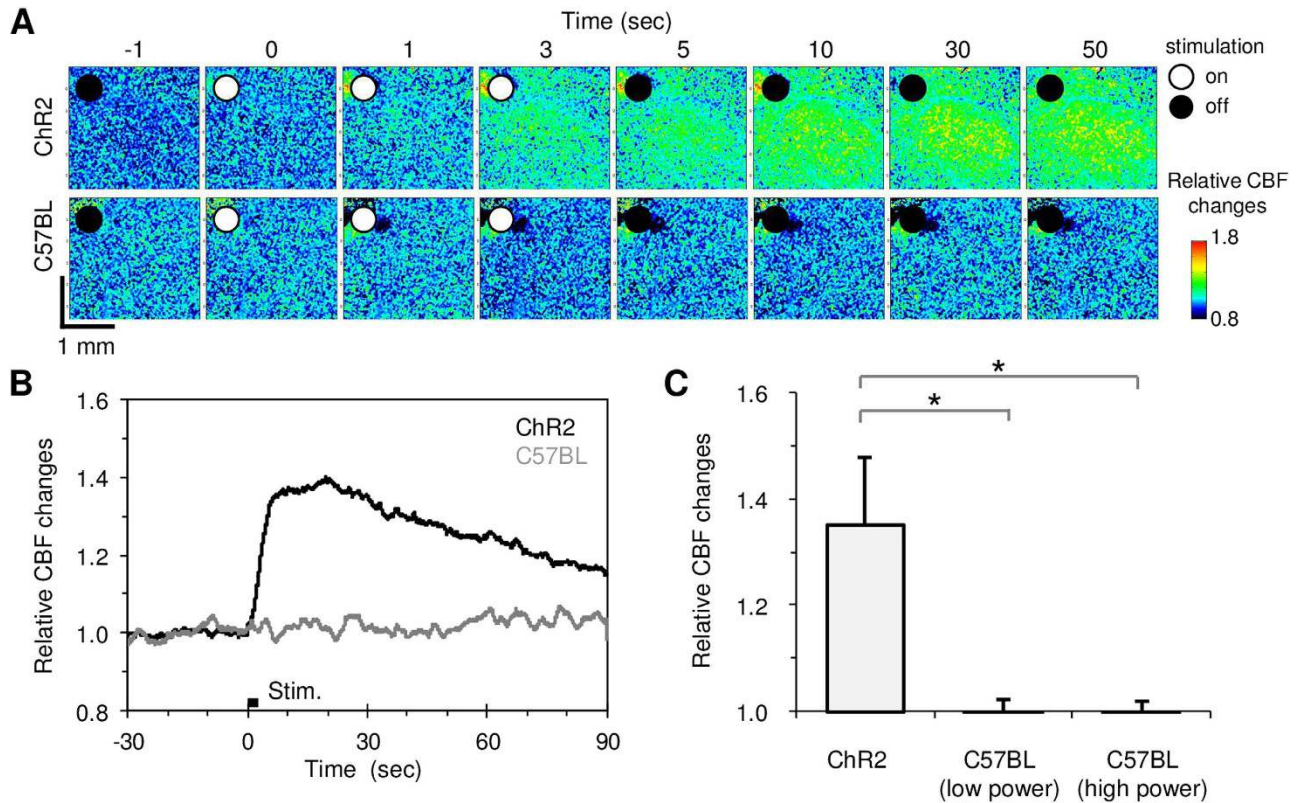 A
Time (sec)
-1 0 1 3 5 10 30 50
stimulation
on
off
ChR2
C57BL
Relative CBF
changes
1.8
0.8
1 mm
B
Relative CBF changes
1.6
1.4
1.2
1.0
0.8
ChR2
C57BL
Stim.
-30 0 30 60 90
Time (sec)
C
Relative CBF changes
1.6
1.4
1.2
1.0
*
*
ChR2 C57BL C57BL
(low power) (high power)